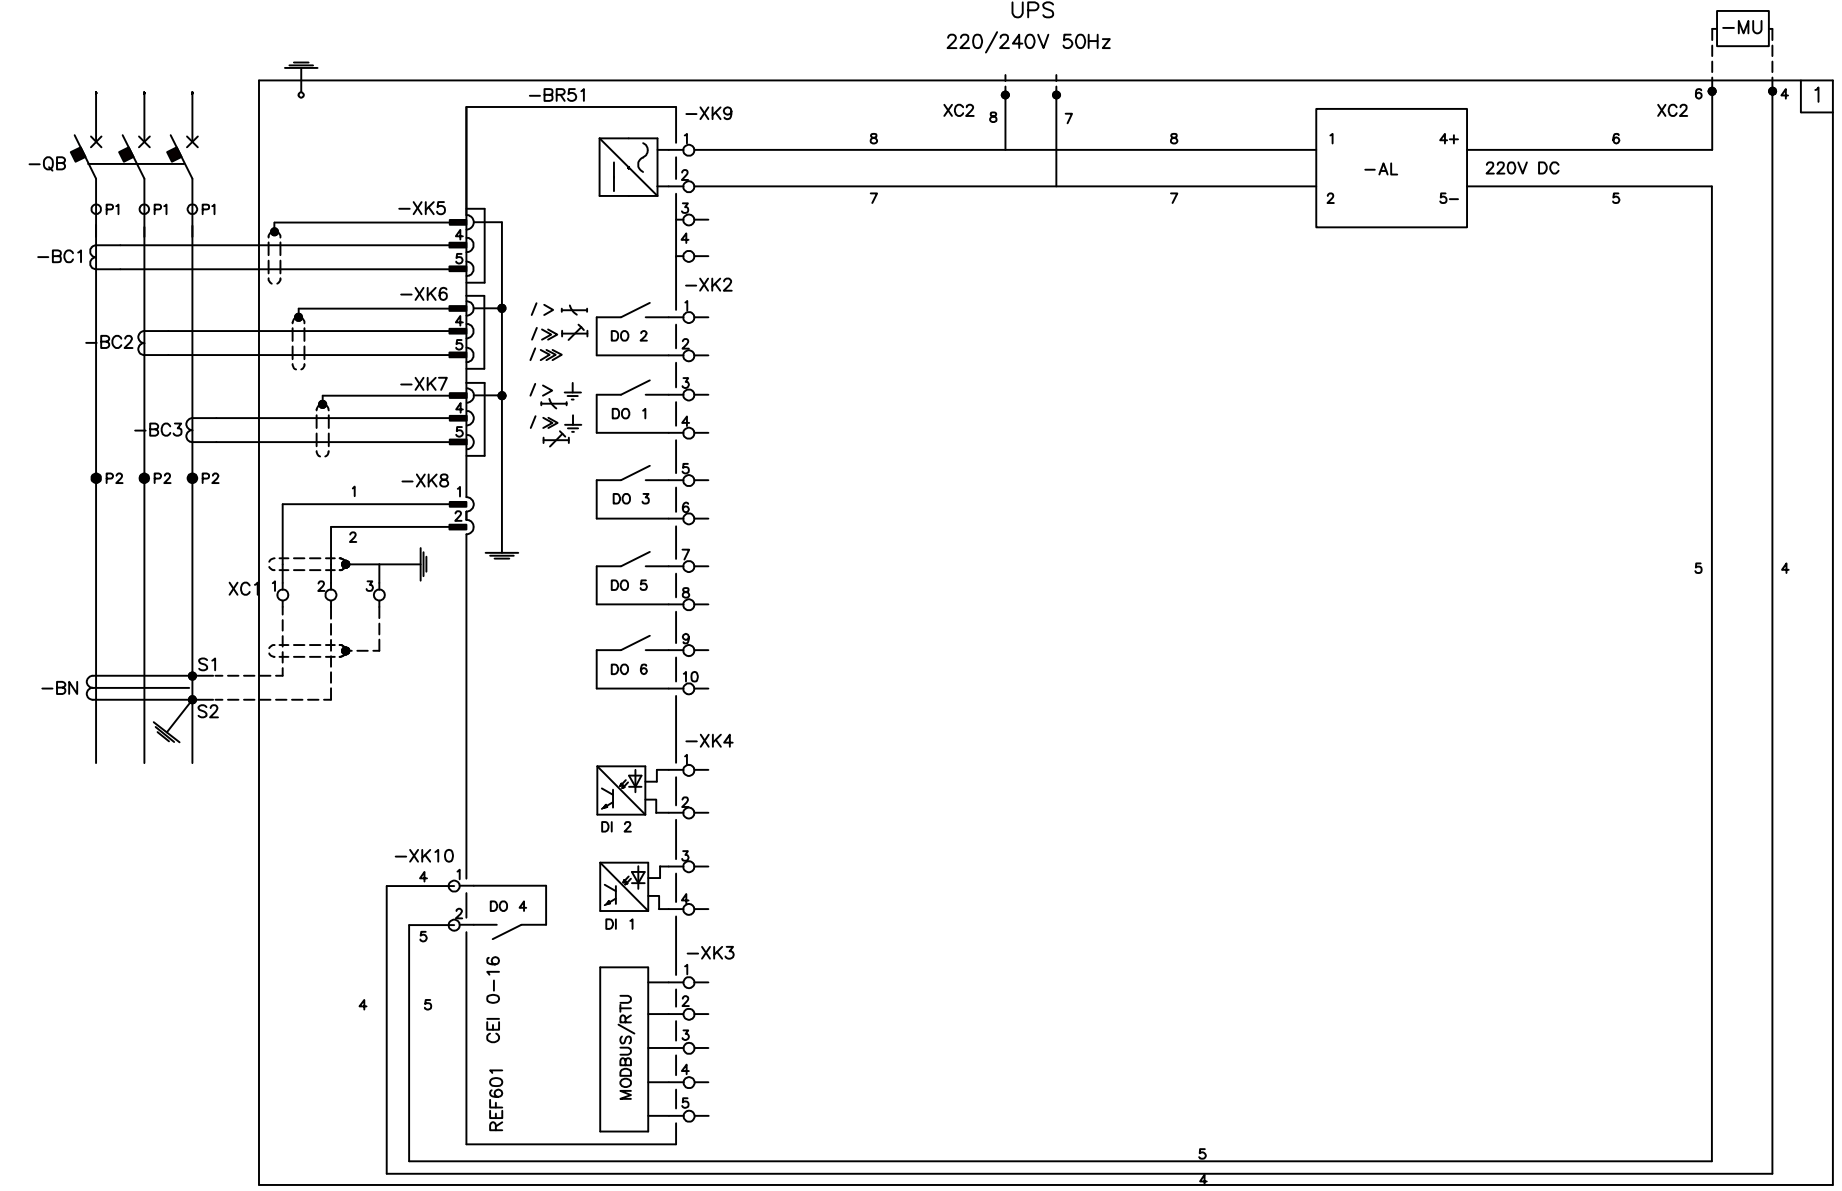 UPS
220/240V 50Hz
-MU
-BR51
-XK9
XC2
8
7
6
XC2
4
1
-QB
1
8
8
1
-AL
4+
6
220V DC
2
7
7
2
5-
5
P1
P1
P1
-XK5
3
4
4
-BC1
5
-XK6
-XK2
4
/ >
1
-BC2
5
/ >>
DO 2
2
/ >>>
-XK7
/ >
3
4
DO 1
-BC3
5
/ >>
4
P2
P2
P2
-XK8
1
1
5
DO 3
2
2
6
7
XC1
1
2
3
DO 5
8
5
4
9
S1
DO 6
-BN
10
S2
-XK4
1
2
DI 2
-XK10
4
1
3
2
DO 4
4
5
DI 1
-XK3
4
5
REF601 CEI 0-16
MODBUS/RTU
1
2
3
4
5
5
4